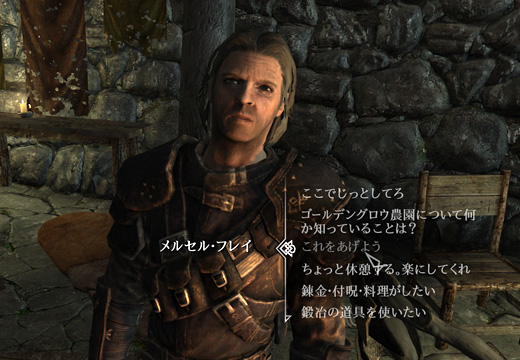 ここでじっとしてろ
ゴールデングロウ農園について何
か知っていることは？
メルセル・フレイ
これをあげよう
ちょっと休憩する。楽にしてくれ
錬金・付呪・料理がしたい
鍛冶の道具を使いたい